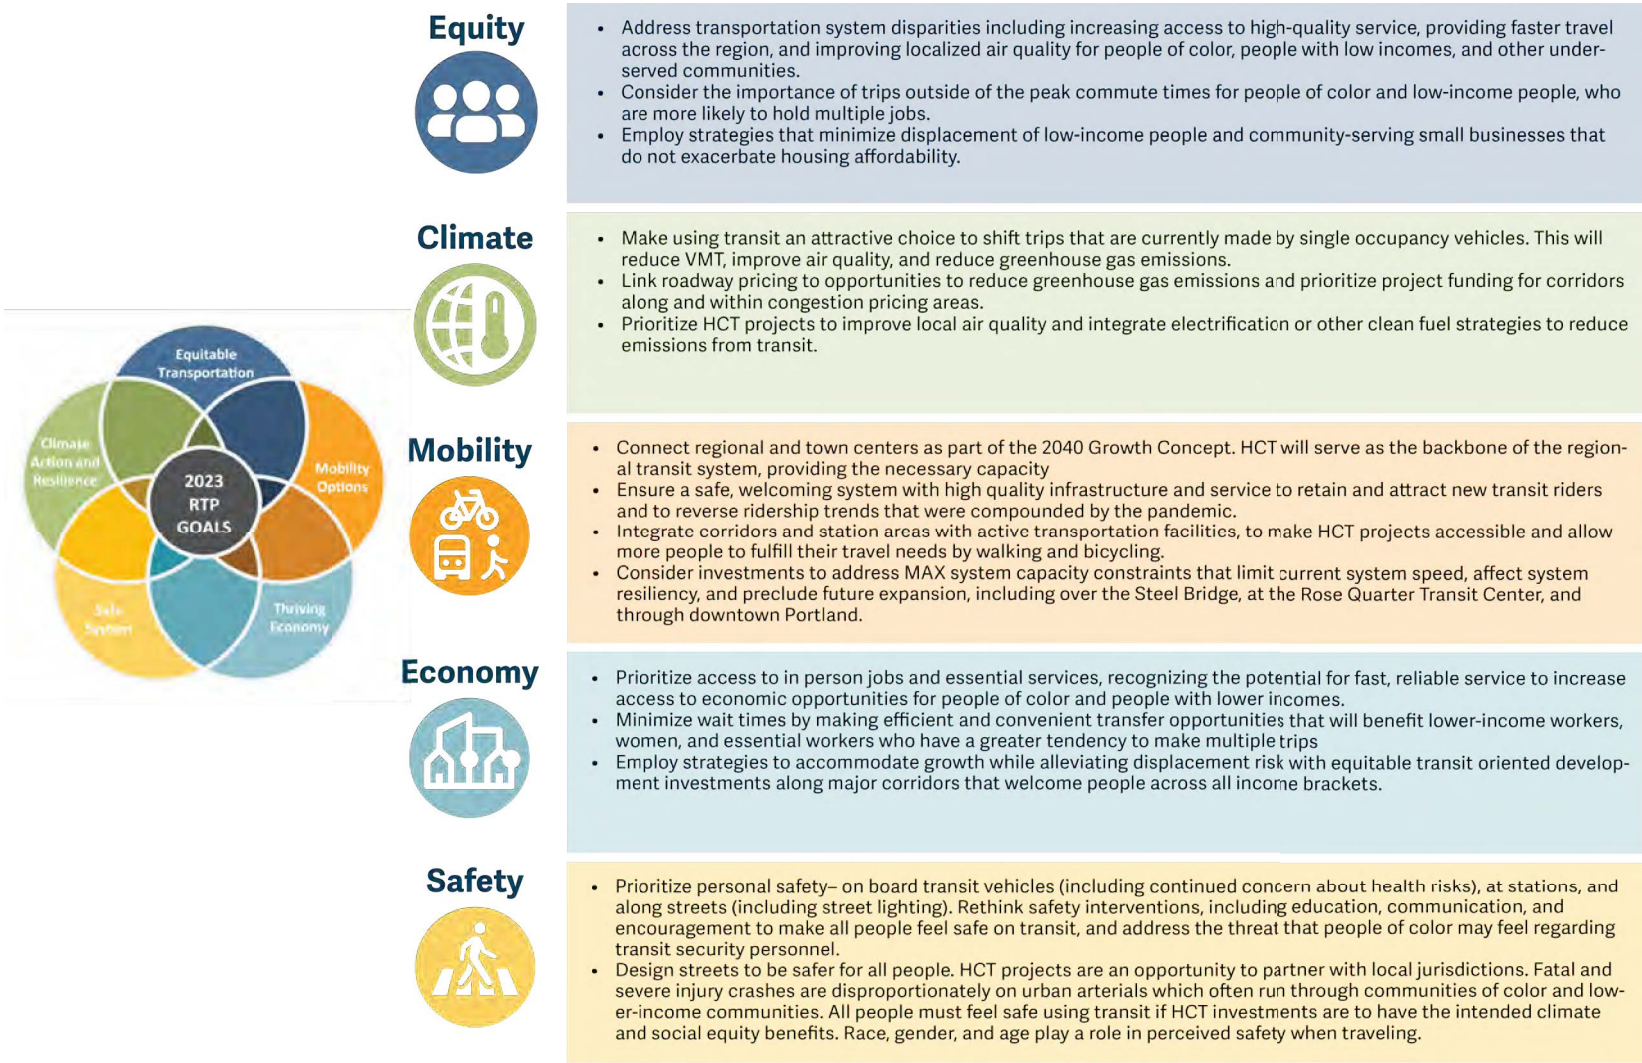 Equitable
Transportation
Climate
Action and
Resilience
Mobility
Options
2023
RTP
GOALS
Safe
System
Thriving
Economy
Equity
• Address transportation system disparities including increasing access to high-quality service, providing faster travel
across the region, and improving localized air quality for people of color, people with low incomes, and other under-
served communities.
• Consider the importance of trips outside of the peak commute times for people of color and low-income people, who
are more likely to hold multiple jobs.
• Employ strategies that minimize displacement of low-income people and community-serving small businesses that
do not exacerbate housing affordability.
Climate
• Make using transit an attractive choice to shift trips that are currently made by single occupancy vehicles. This will
reduce VMT, improve air quality, and reduce greenhouse gas emissions.
• Link roadway pricing to opportunities to reduce greenhouse gas emissions and prioritize project funding for corridors
along and within congestion pricing areas.
• Prioritize HCT projects to improve local air quality and integrate electrification or other clean fuel strategies to reduce
emissions from transit.
Mobility
• Connect regional and town centers as part of the 2040 Growth Concept. HCT will serve as the backbone of the region-
al transit system, providing the necessary capacity
• Ensure a safe, welcoming system with high quality infrastructure and service to retain and attract new transit riders
and to reverse ridership trends that were compounded by the pandemic.
• Integrate corridors and station areas with active transportation facilities, to make HCT projects accessible and allow
more people to fulfill their travel needs by walking and bicycling.
• Consider investments to address MAX system capacity constraints that limit current system speed, affect system
resiliency, and preclude future expansion, including over the Steel Bridge, at the Rose Quarter Transit Center, and
through downtown Portland.
Economy
• Prioritize access to in person jobs and essential services, recognizing the potential for fast, reliable service to increase
access to economic opportunities for people of color and people with lower incomes.
• Minimize wait times by making efficient and convenient transfer opportunities that will benefit lower-income workers,
women, and essential workers who have a greater tendency to make multiple trips
• Employ strategies to accommodate growth while alleviating displacement risk with equitable transit oriented develop-
ment investments along major corridors that welcome people across all income brackets.
Safety
• Prioritize personal safety– on board transit vehicles (including continued concern about health risks), at stations, and
along streets (including street lighting). Rethink safety interventions, including education, communication, and
encouragement to make all people feel safe on transit, and address the threat that people of color may feel regarding
transit security personnel.
• Design streets to be safer for all people. HCT projects are an opportunity to partner with local jurisdictions. Fatal and
severe injury crashes are disproportionately on urban arterials which often run through communities of color and low-
er-income communities. All people must feel safe using transit if HCT investments are to have the intended climate
and social equity benefits. Race, gender, and age play a role in perceived safety when traveling.